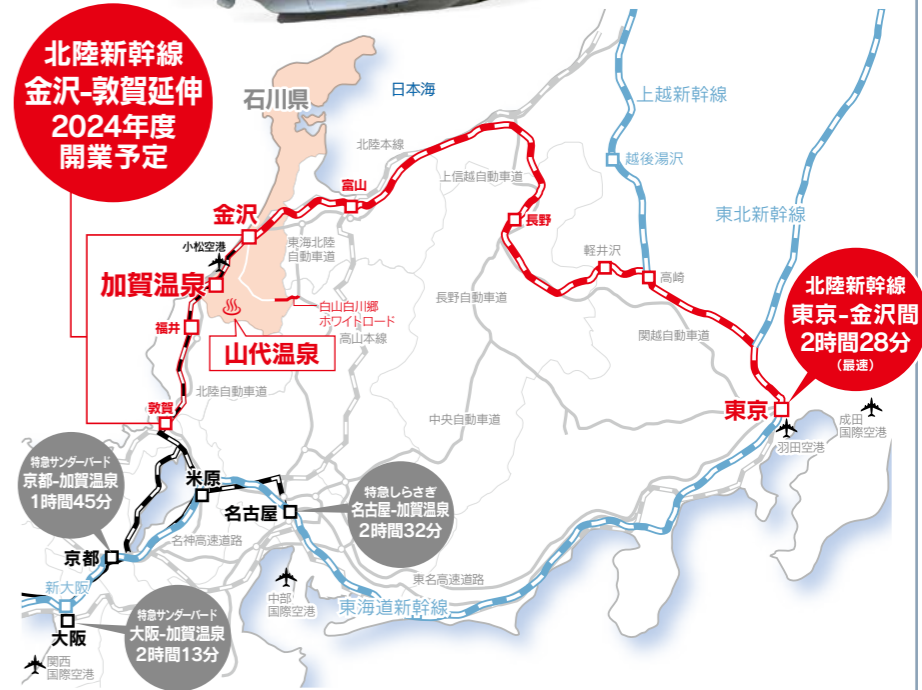 北陸新幹線
金沢-敦賀延伸
2024年度
開業予定
石川県
日本海
上越新幹線
北陸本線
越後湯沢
上信越自動車道
富山
東北新幹線
金沢
長野
小松空港
東海北陸
自動車道
軽井沢
高崎
加賀温泉
北陸新幹線
東京-金沢間
2時間28分
(最速)
白山白川郷
ホワイトロード
長野自動車道
福井
高山本線
関越自動車道
山代温泉
北陸自動車道
敦賀
中央自動車道
東京
成田
国際空港
羽田空港
特急サンダーバード
京都-加賀温泉
1時間45分
米原
特急しらさぎ
名古屋-加賀温泉
2時間32分
名古屋
名神高速道路
京都
東名高速道路
新大阪
中部
国際空港
東海道新幹線
特急サンダーバード
大阪-加賀温泉
2時間13分
大阪
関西
国際空港